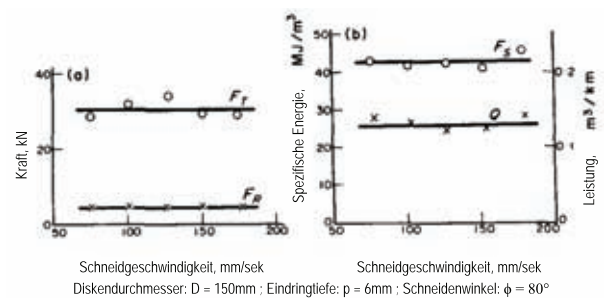 (a)
Kraft, kN
40
20
0
F_T
F_R
50 100 150 200
Schneidgeschwindigkeit, mm/sek
(b)
Spezifische Energie, MJ/m³
50
40
30
20
10
0
F_S
Q
2
1
0
Leistung, m³/km
50 100 150 200
Schneidgeschwindigkeit, mm/sek
Diskendurchmesser: D = 150mm ; Eindringtiefe: p = 6mm ; Schneidenwinkel: ϕ = 80°